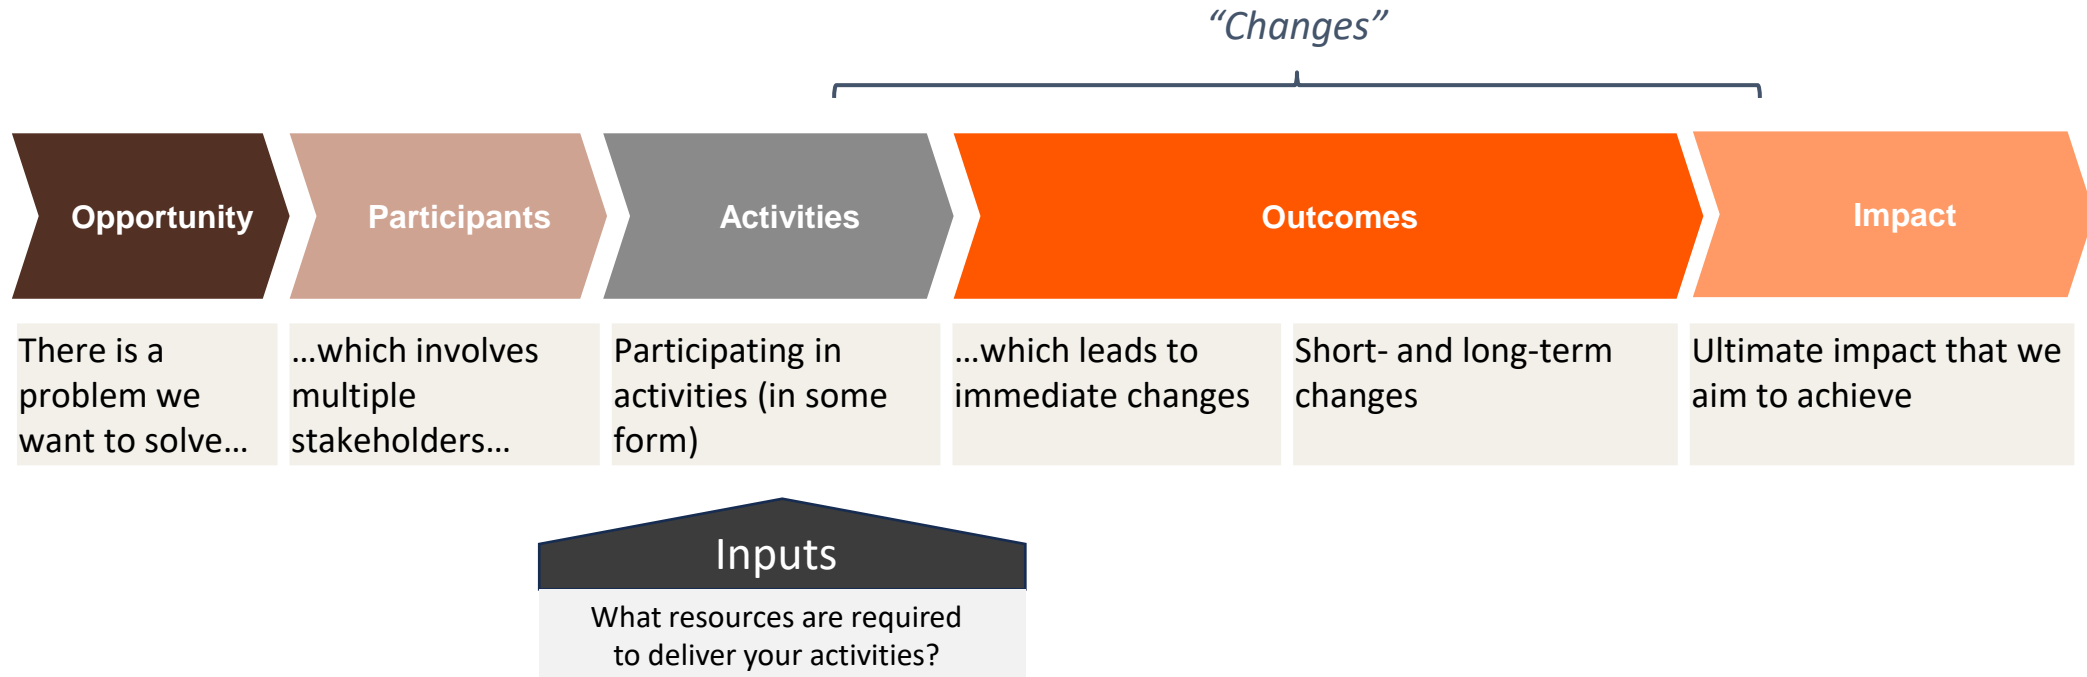 “Changes”
Opportunity
Participants
Activities
Outcomes
Impact
There is a
problem we
want to solve…
…which involves
multiple
stakeholders…
Participating in
activities (in some
form)
…which leads to
immediate changes
Short- and long-term
changes
Ultimate impact that we
aim to achieve
Inputs
What resources are required
to deliver your activities?